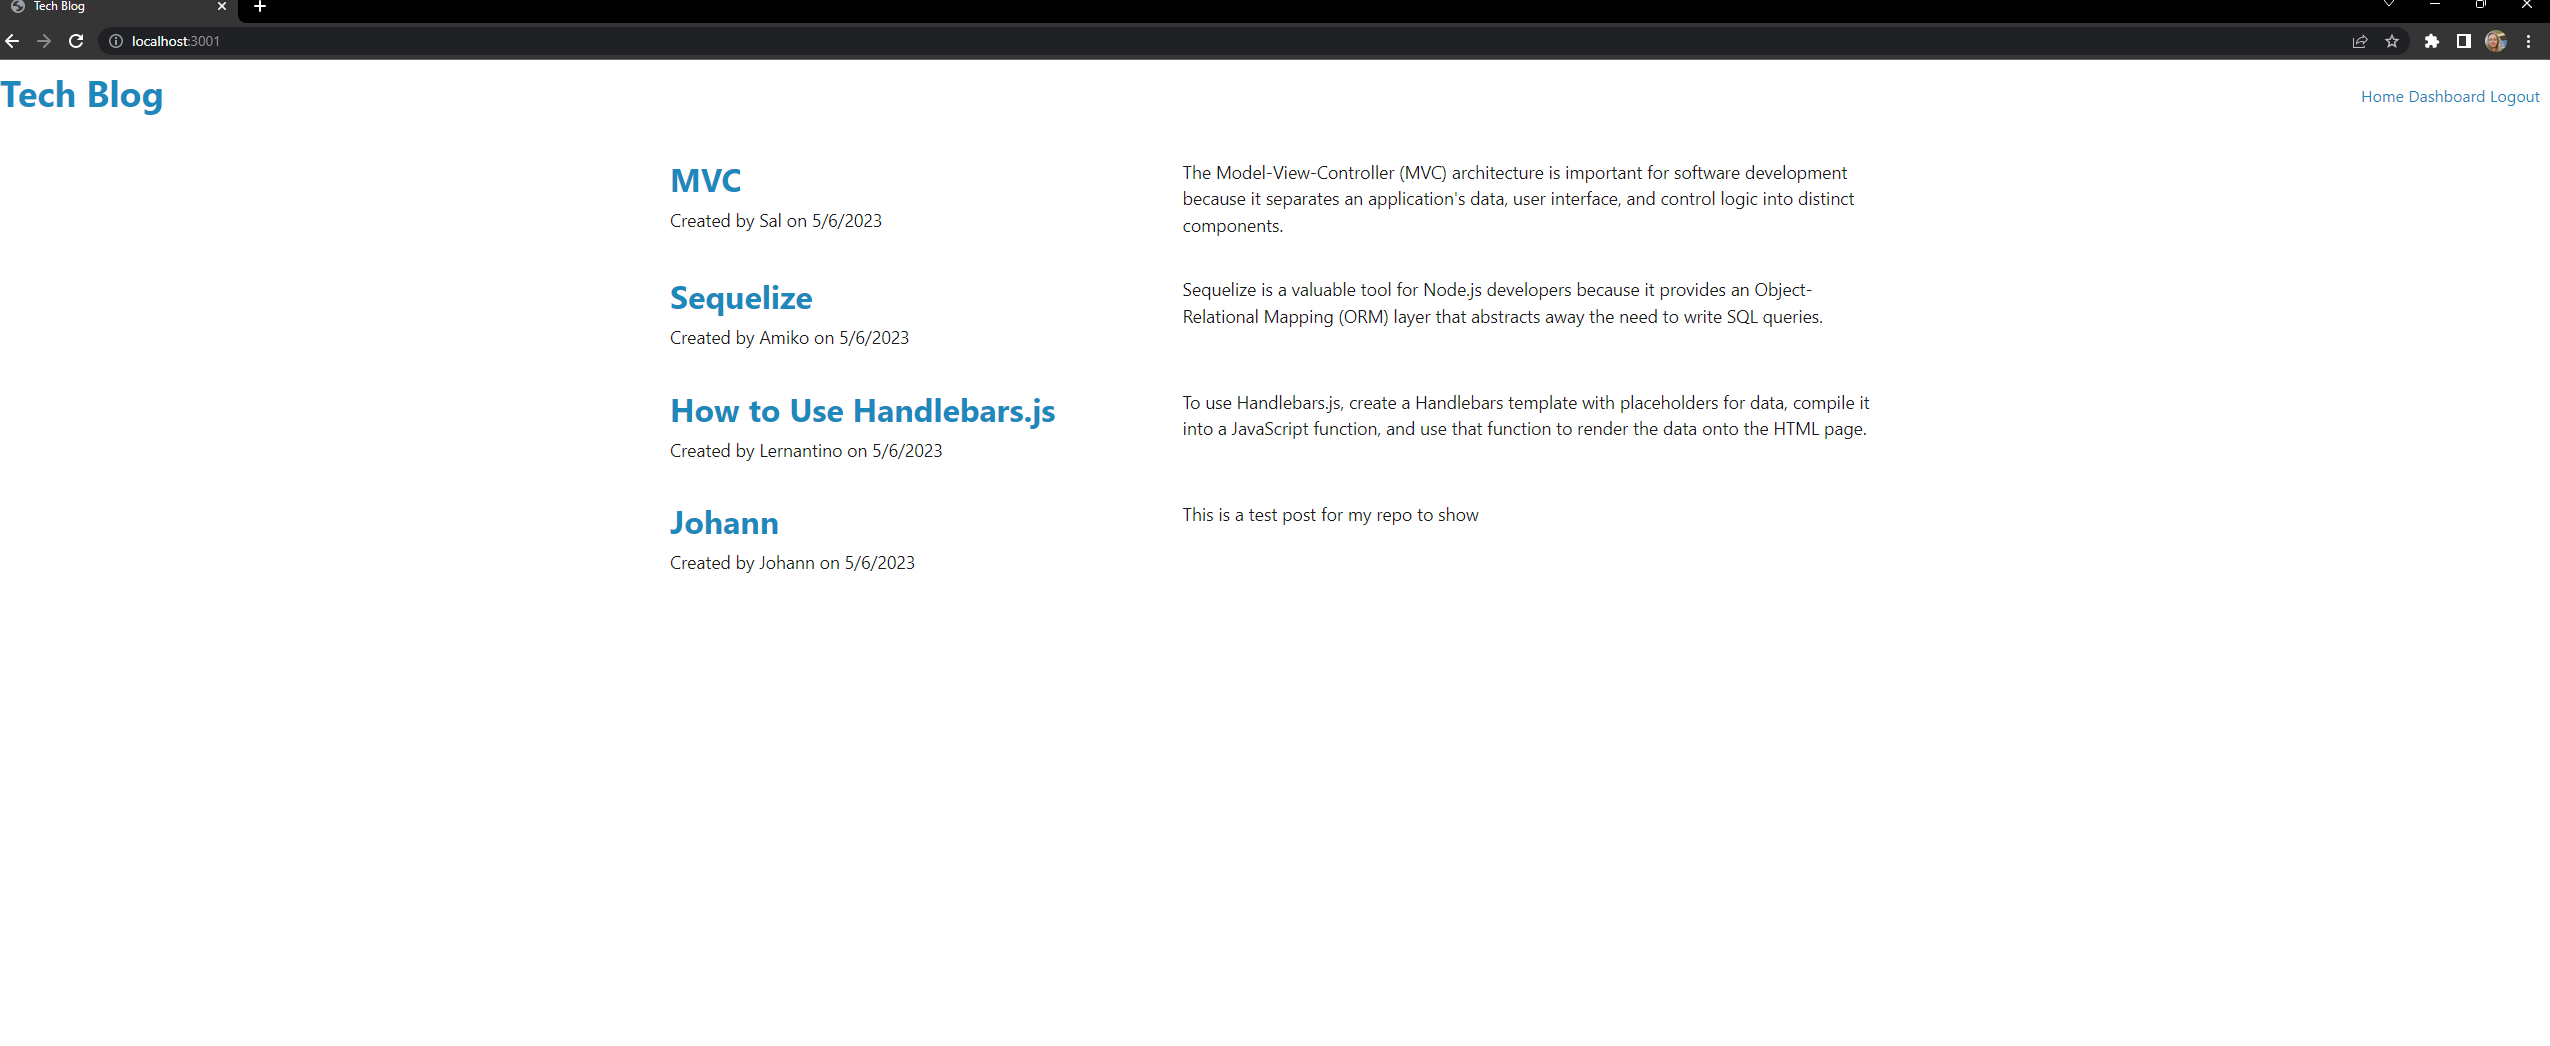 Tech Blog
localhost:3001
Tech Blog
Home Dashboard Logout
MVC
Created by Sal on 5/6/2023
The Model-View-Controller (MVC) architecture is important for software development
because it separates an application's data, user interface, and control logic into distinct
components.
Sequelize
Created by Amiko on 5/6/2023
Sequelize is a valuable tool for Node.js developers because it provides an Object-
Relational Mapping (ORM) layer that abstracts away the need to write SQL queries.
How to Use Handlebars.js
Created by Lernantino on 5/6/2023
To use Handlebars.js, create a Handlebars template with placeholders for data, compile it
into a JavaScript function, and use that function to render the data onto the HTML page.
Johann
Created by Johann on 5/6/2023
This is a test post for my repo to show